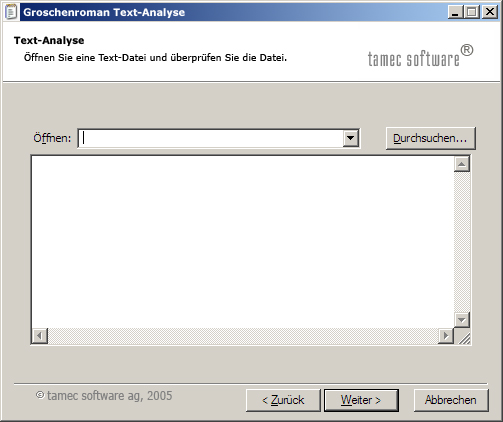 Groschenroman Text-Analyse
Text-Analyse
Öffnen Sie eine Text-Datei und überprüfen Sie die Datei.
tamec software®
Öffnen:
Durchsuchen...
© tamec software ag, 2005
< Zurück
Weiter >
Abbrechen